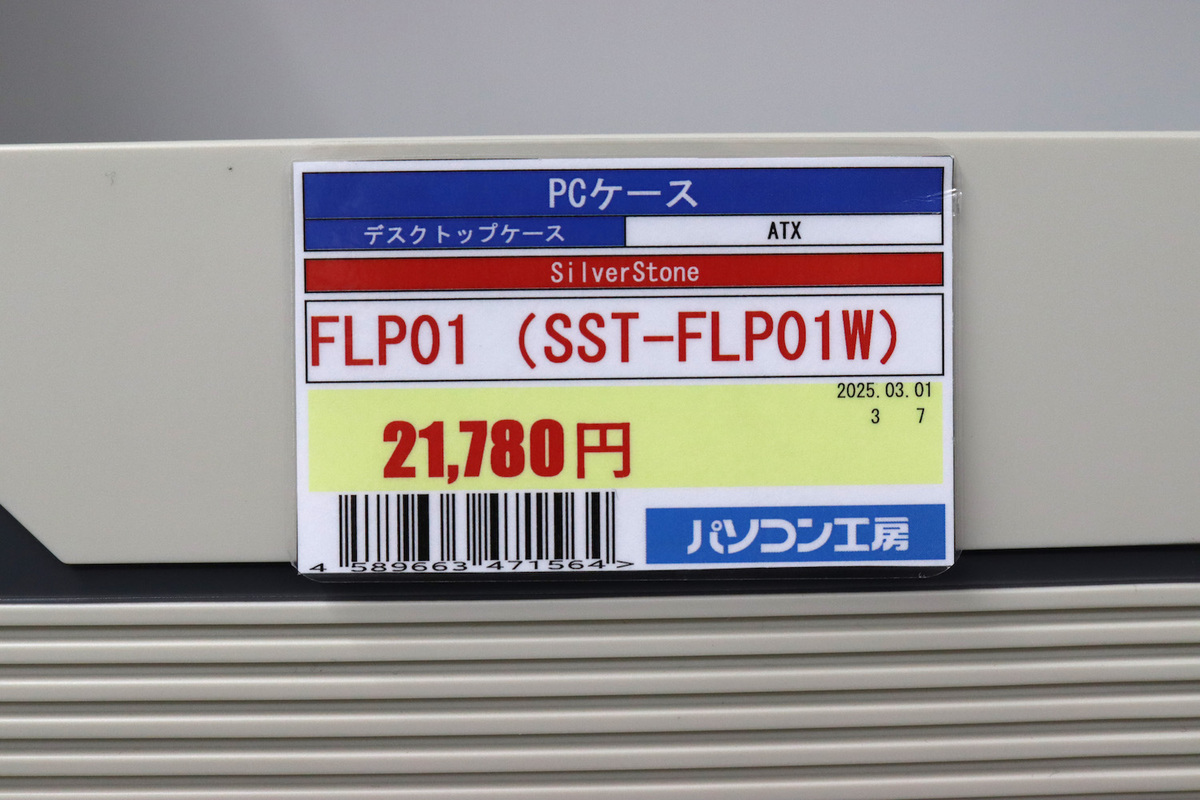 PCケース
デスクトップケース ATX
SilverStone
FLP01 (SST-FLP01W)
2025.03.01
3 7
21,780円
4 589663 471564 >
パソコン工房